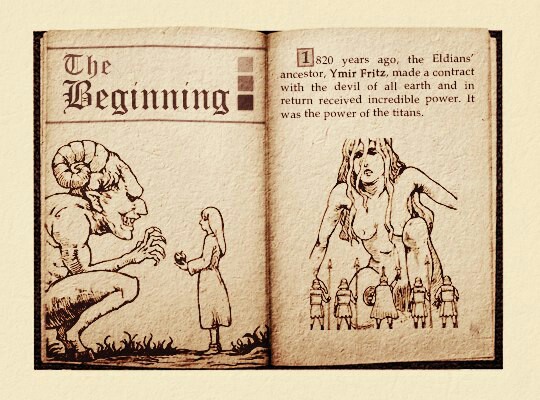 The
Beginning
1820 years ago, the Eldians'
ancestor, Ymir Fritz, made a contract
with the devil of all earth and in
return received incredible power. It
was the power of the titans.